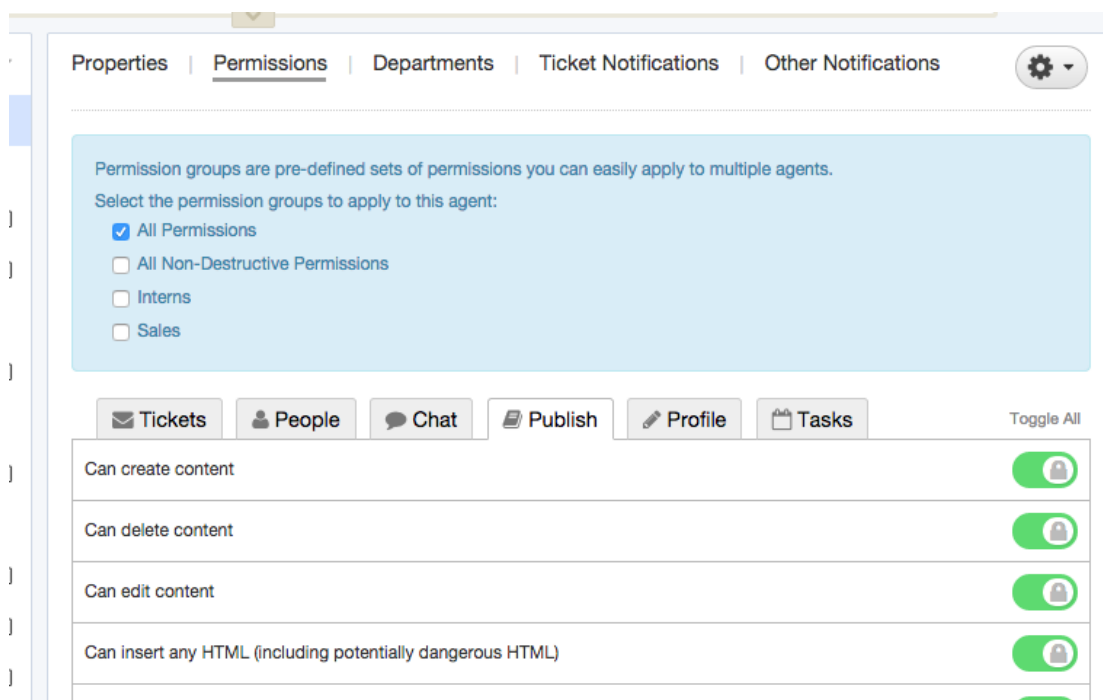 Properties | Permissions | Departments | Ticket Notifications | Other Notifications
Permission groups are pre-defined sets of permissions you can easily apply to multiple agents.
Select the permission groups to apply to this agent:
All Permissions
All Non-Destructive Permissions
Interns
Sales
Tickets People Chat Publish Profile Tasks Toggle All
Can create content
Can delete content
Can edit content
Can insert any HTML (including potentially dangerous HTML)